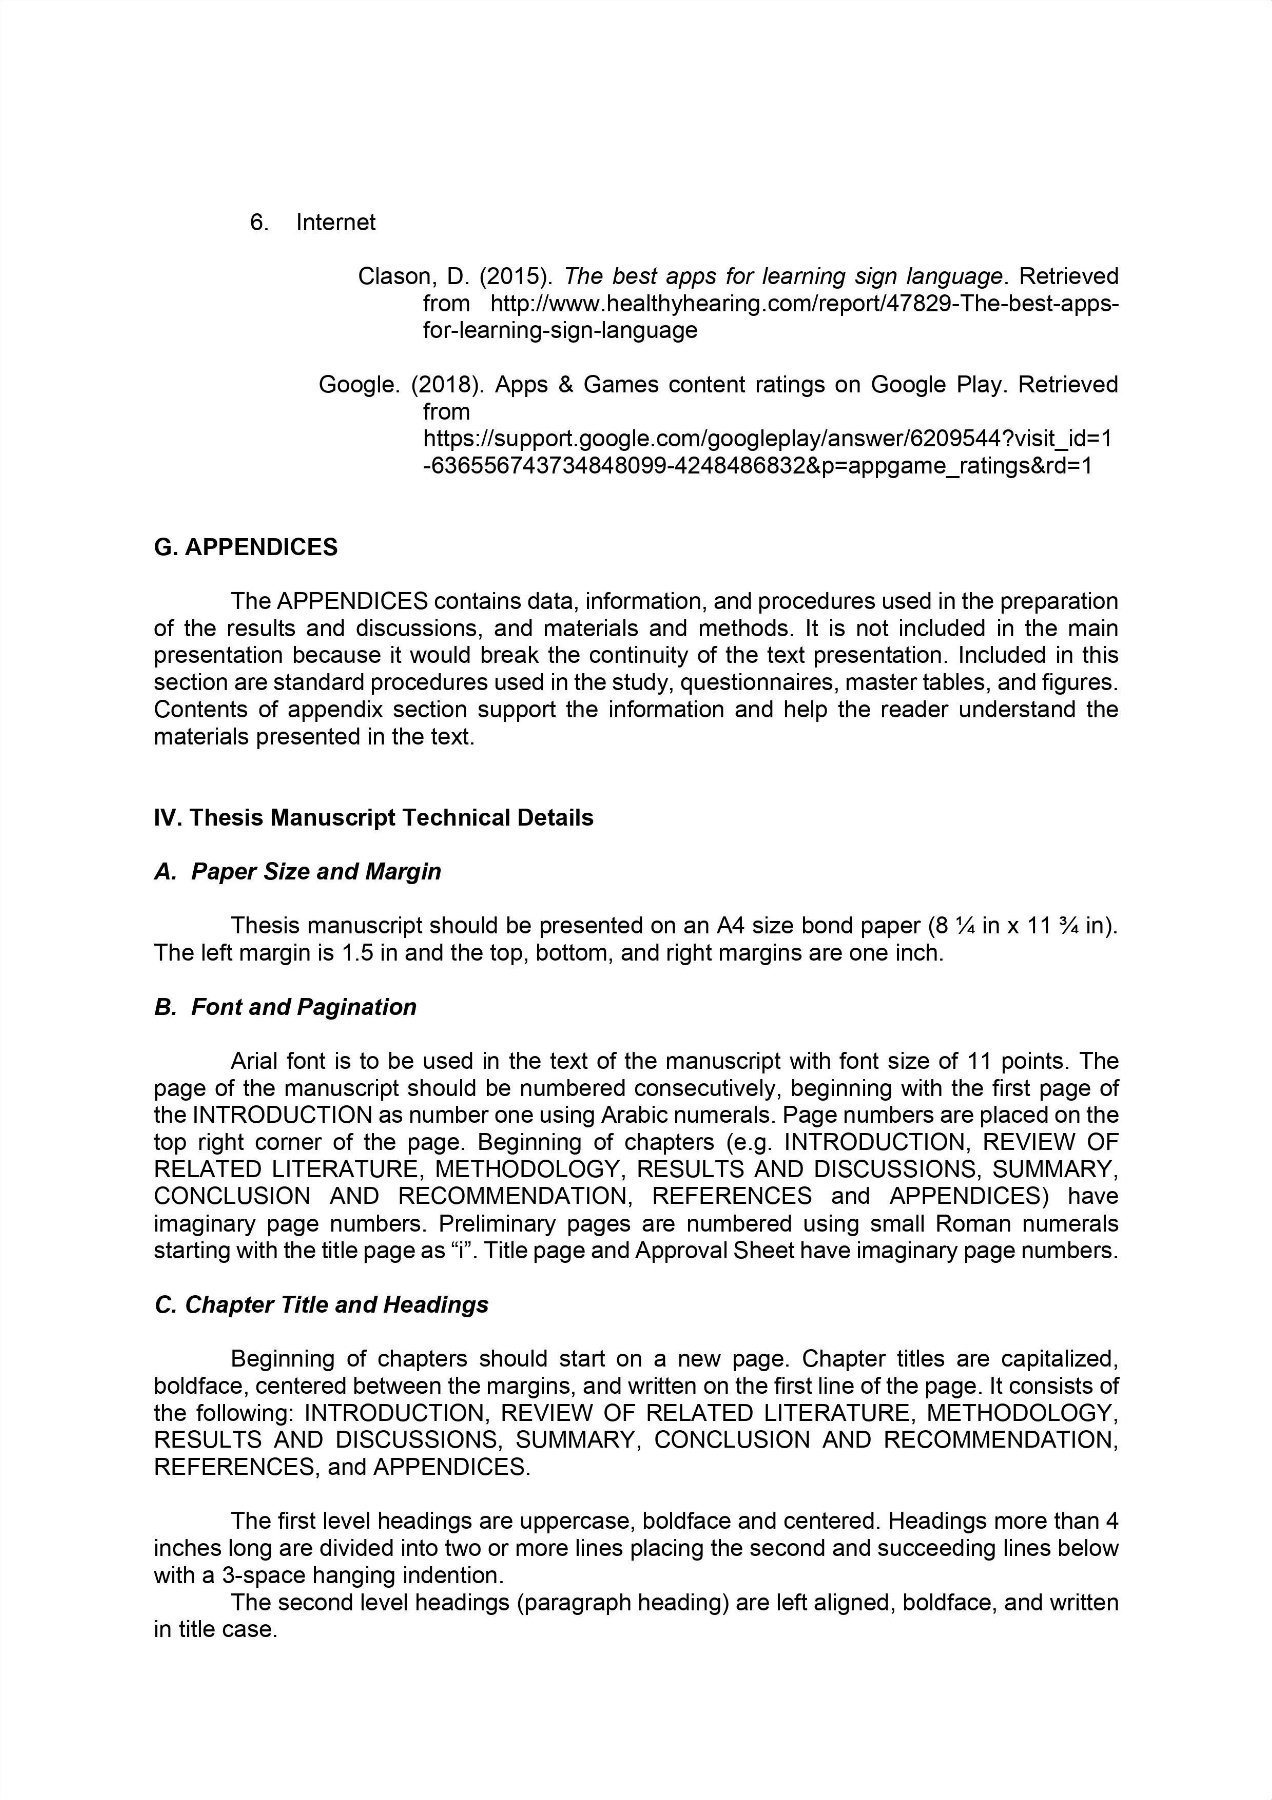 6. Internet
Clason, D. (2015). The best apps for learning sign language. Retrieved
from http://www.healthyhearing.com/report/47829-The-best-apps-
for-learning-sign-language
Google. (2018). Apps & Games content ratings on Google Play. Retrieved
from
https://support.google.com/googleplay/answer/6209544?visit_id=1
-636556743734848099-4248486832&p=appgame_ratings&rd=1
G. APPENDICES
The APPENDICES contains data, information, and procedures used in the preparation
of the results and discussions, and materials and methods. It is not included in the main
presentation because it would break the continuity of the text presentation. Included in this
section are standard procedures used in the study, questionnaires, master tables, and figures.
Contents of appendix section support the information and help the reader understand the
materials presented in the text.
IV. Thesis Manuscript Technical Details
A. Paper Size and Margin
Thesis manuscript should be presented on an A4 size bond paper (8 ¼ in x 11 ¾ in).
The left margin is 1.5 in and the top, bottom, and right margins are one inch.
B. Font and Pagination
Arial font is to be used in the text of the manuscript with font size of 11 points. The
page of the manuscript should be numbered consecutively, beginning with the first page of
the INTRODUCTION as number one using Arabic numerals. Page numbers are placed on the
top right corner of the page. Beginning of chapters (e.g. INTRODUCTION, REVIEW OF
RELATED LITERATURE, METHODOLOGY, RESULTS AND DISCUSSIONS, SUMMARY,
CONCLUSION AND RECOMMENDATION, REFERENCES and APPENDICES) have
imaginary page numbers. Preliminary pages are numbered using small Roman numerals
starting with the title page as “i”. Title page and Approval Sheet have imaginary page numbers.
C. Chapter Title and Headings
Beginning of chapters should start on a new page. Chapter titles are capitalized,
boldface, centered between the margins, and written on the first line of the page. It consists of
the following: INTRODUCTION, REVIEW OF RELATED LITERATURE, METHODOLOGY,
RESULTS AND DISCUSSIONS, SUMMARY, CONCLUSION AND RECOMMENDATION,
REFERENCES, and APPENDICES.
The first level headings are uppercase, boldface and centered. Headings more than 4
inches long are divided into two or more lines placing the second and succeeding lines below
with a 3-space hanging indention.
The second level headings (paragraph heading) are left aligned, boldface, and written
in title case.